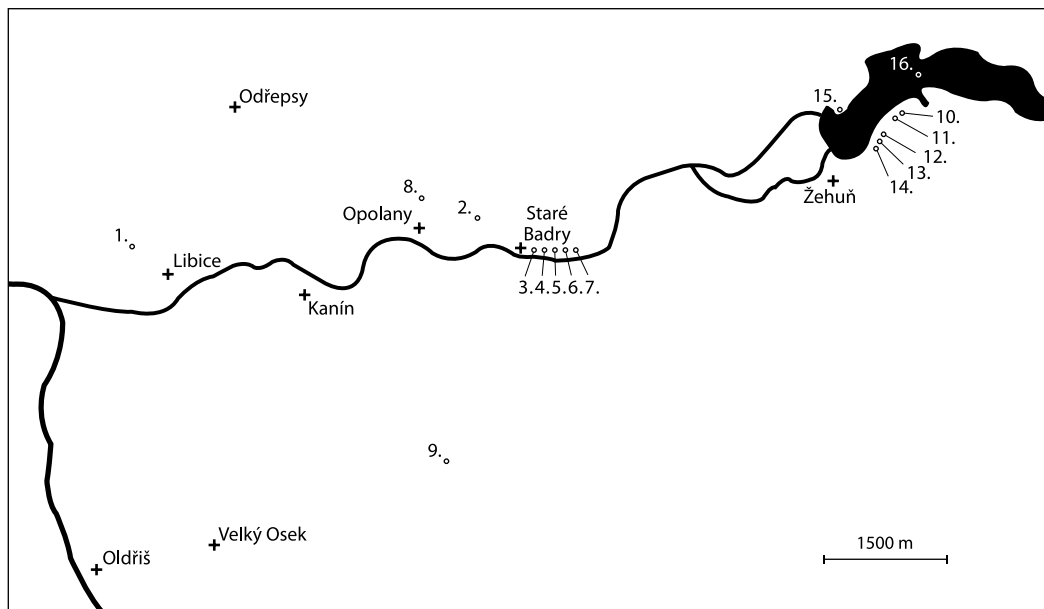 16.
Odřepsy
15.
10.
11.
12.
13.
14.
8.
Žehuň
2.
Opolany
Staré
Badry
1.
Libice
3. 4. 5. 6. 7.
Kanín
9.
Velký Osek
1500 m
Oldřiš